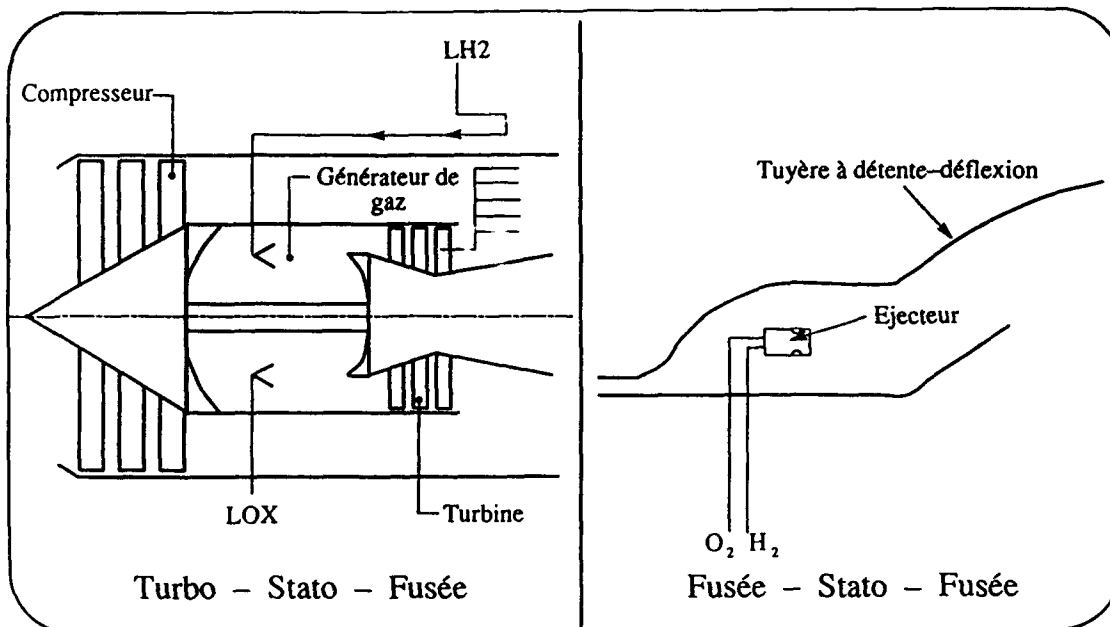 LH2
Compresseur
Générateur de
gaz
LOX
Turbine
Turbo – Stato – Fusée
Tuyère à détente–déflexion
Ejecteur
O₂ H₂
Fusée – Stato – Fusée